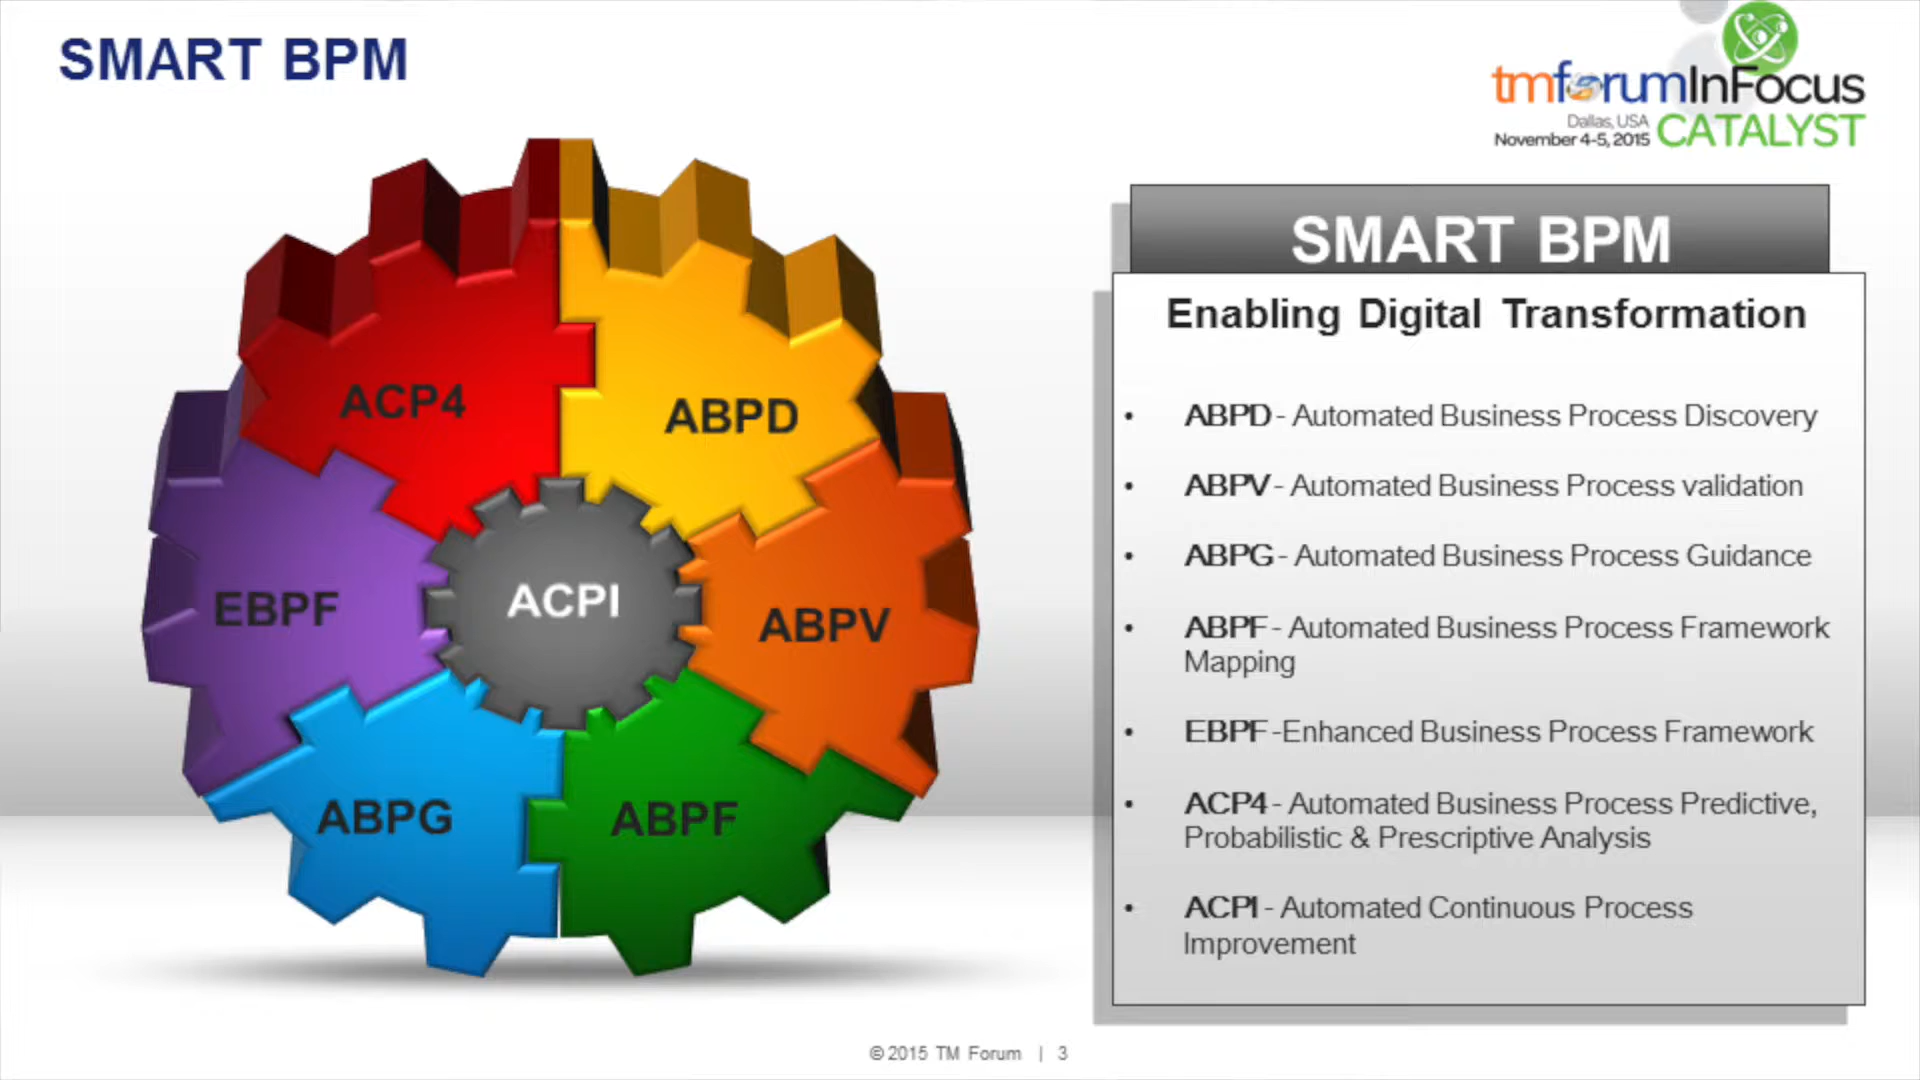 SMART BPM
tmforumInFocus
Dallas, USA
November 4-5, 2015 CATALYST
ACP4
ABPD
EBPF
ACPI
ABPV
ABPG
ABPF
SMART BPM
Enabling Digital Transformation
• ABPD - Automated Business Process Discovery
• ABPV - Automated Business Process validation
• ABPG - Automated Business Process Guidance
• ABPF - Automated Business Process Framework
Mapping
• EBPF -Enhanced Business Process Framework
• ACP4 - Automated Business Process Predictive,
Probabilistic & Prescriptive Analysis
• ACPI - Automated Continuous Process
Improvement
© 2015 TM Forum | 3